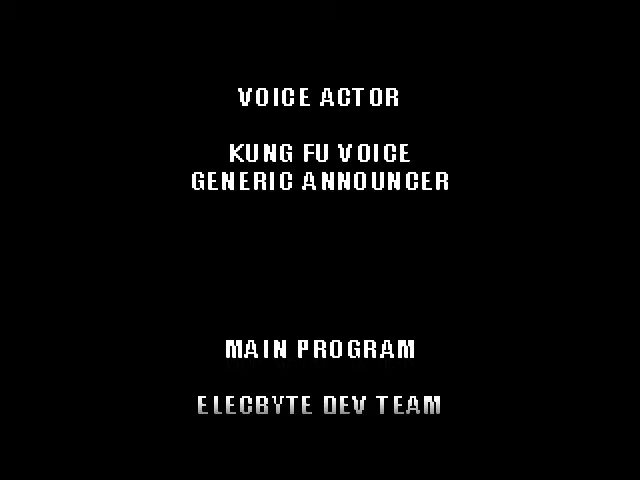 VOICE ACTOR
KUNG FU VOICE
GENERIC ANNOUNCER
MAIN PROGRAM
ELECBYTE DEV TEAM